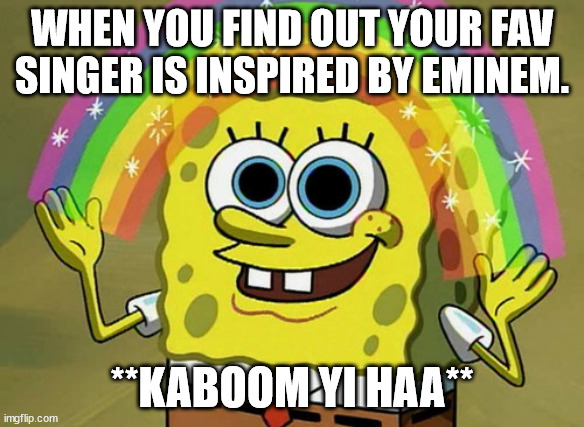 WHEN YOU FIND OUT YOUR FAV
SINGER IS INSPIRED BY EMINEM.
**KABOOM YI HAA**
imgflip.com